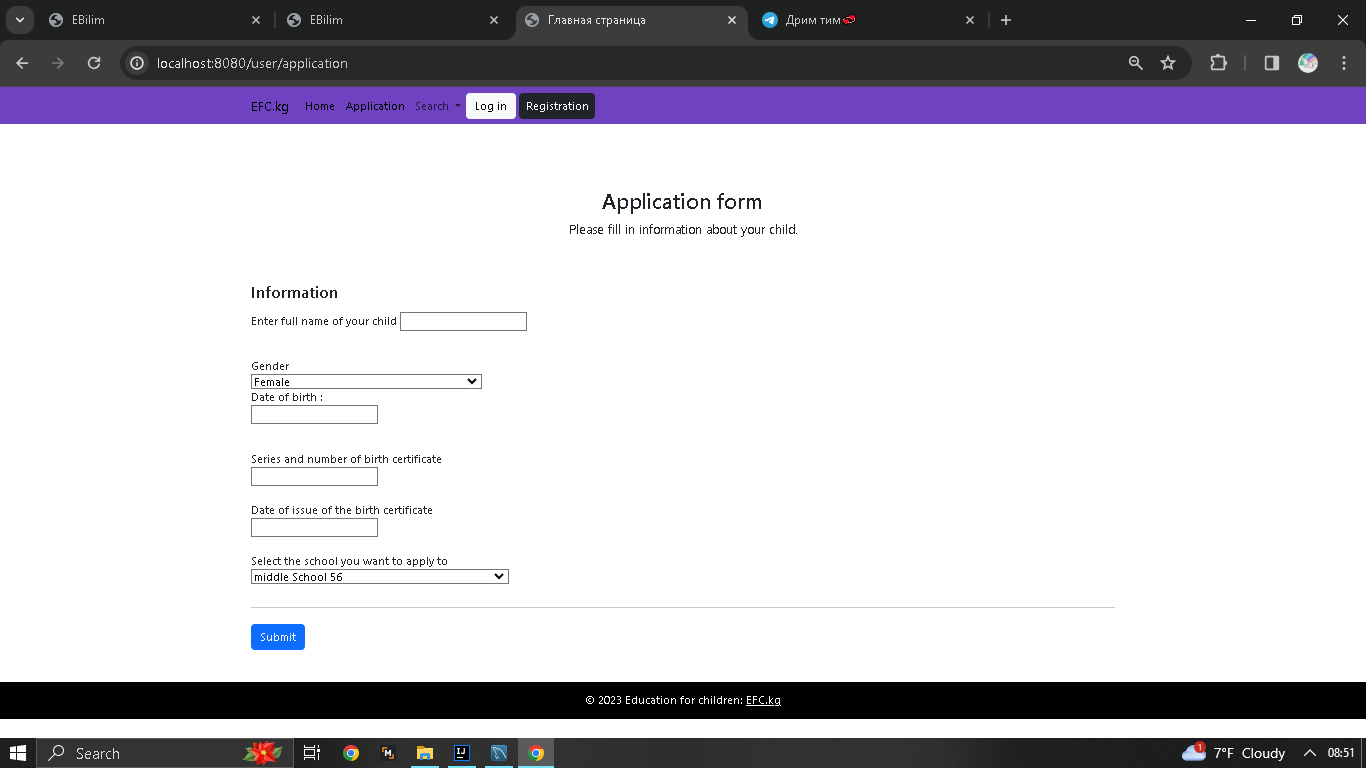 EBilim
EBilim
Главная страница
Дрим тим
localhost:8080/user/application
EFC.kg Home Application Search Log in Registration
Application form
Please fill in information about your child.
Information
Enter full name of your child
Gender
Female
Date of birth :
Series and number of birth certificate
Date of issue of the birth certificate
Select the school you want to apply to
middle School 56
Submit
© 2023 Education for children: EFC.kg
Search
M
IJ
1
7°F Cloudy
08:51